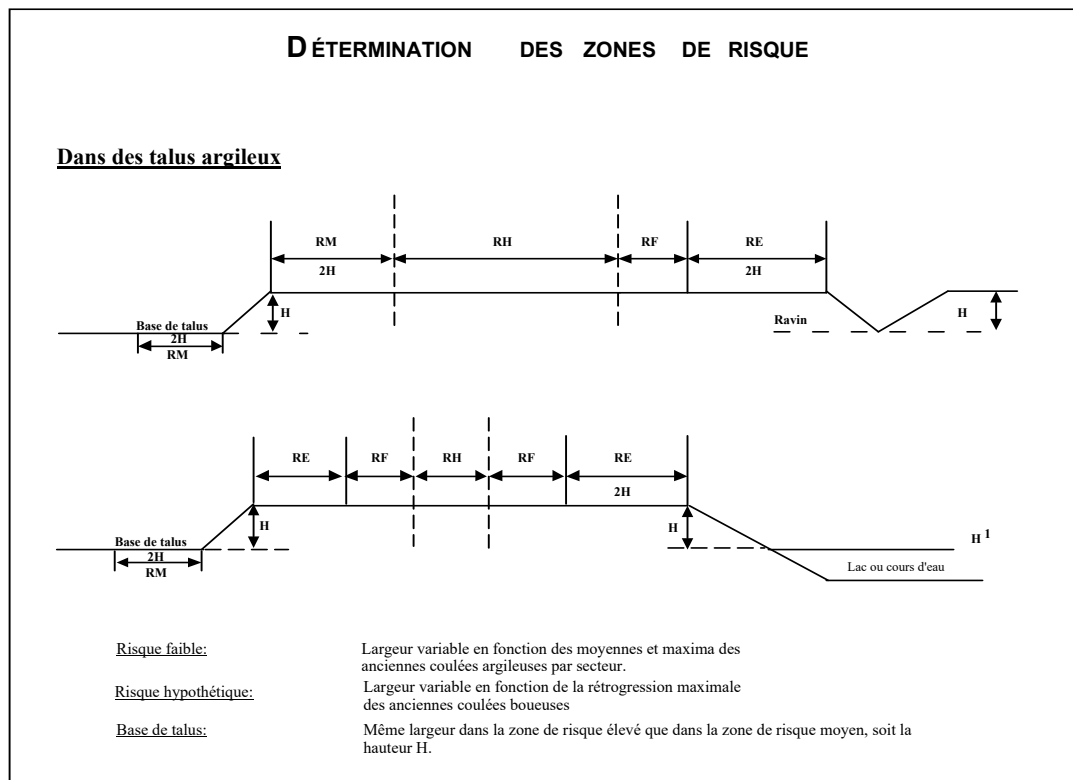 DÉTERMINATION DES ZONES DE RISQUE
Dans des talus argileux
RM RH RF RE
2H 2H
H
Base de talus
2H
RM
Ravin
H
RE RF RH RF RE
2H
H
H
Base de talus
2H
RM
H 1
Lac ou cours d'eau
Risque faible: Largeur variable en fonction des moyennes et maxima des
anciennes coulées argileuses par secteur.
Risque hypothétique: Largeur variable en fonction de la rétrogression maximale
des anciennes coulées boueuses
Base de talus: Même largeur dans la zone de risque élevé que dans la zone de risque moyen, soit la
hauteur H.